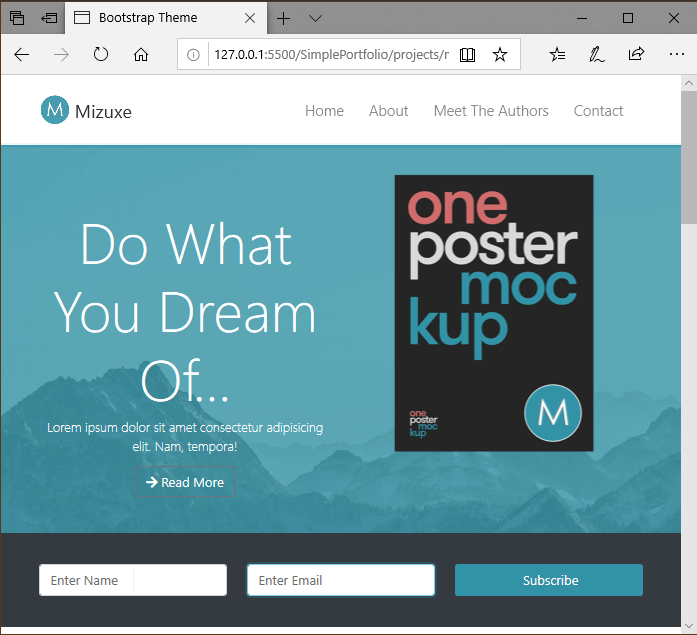 Bootstrap Theme
127.0.0.1:5500/SimplePortfolio/projects/
M Mizuxe
Home About Meet The Authors Contact
Do What
You Dream
Of...
Lorem ipsum dolor sit amet consectetur adipisicing
elit. Nam, tempora!
Read More
one
poster
moc
kup
one
poster
moc
kup
M
Enter Name
Enter Email
Subscribe